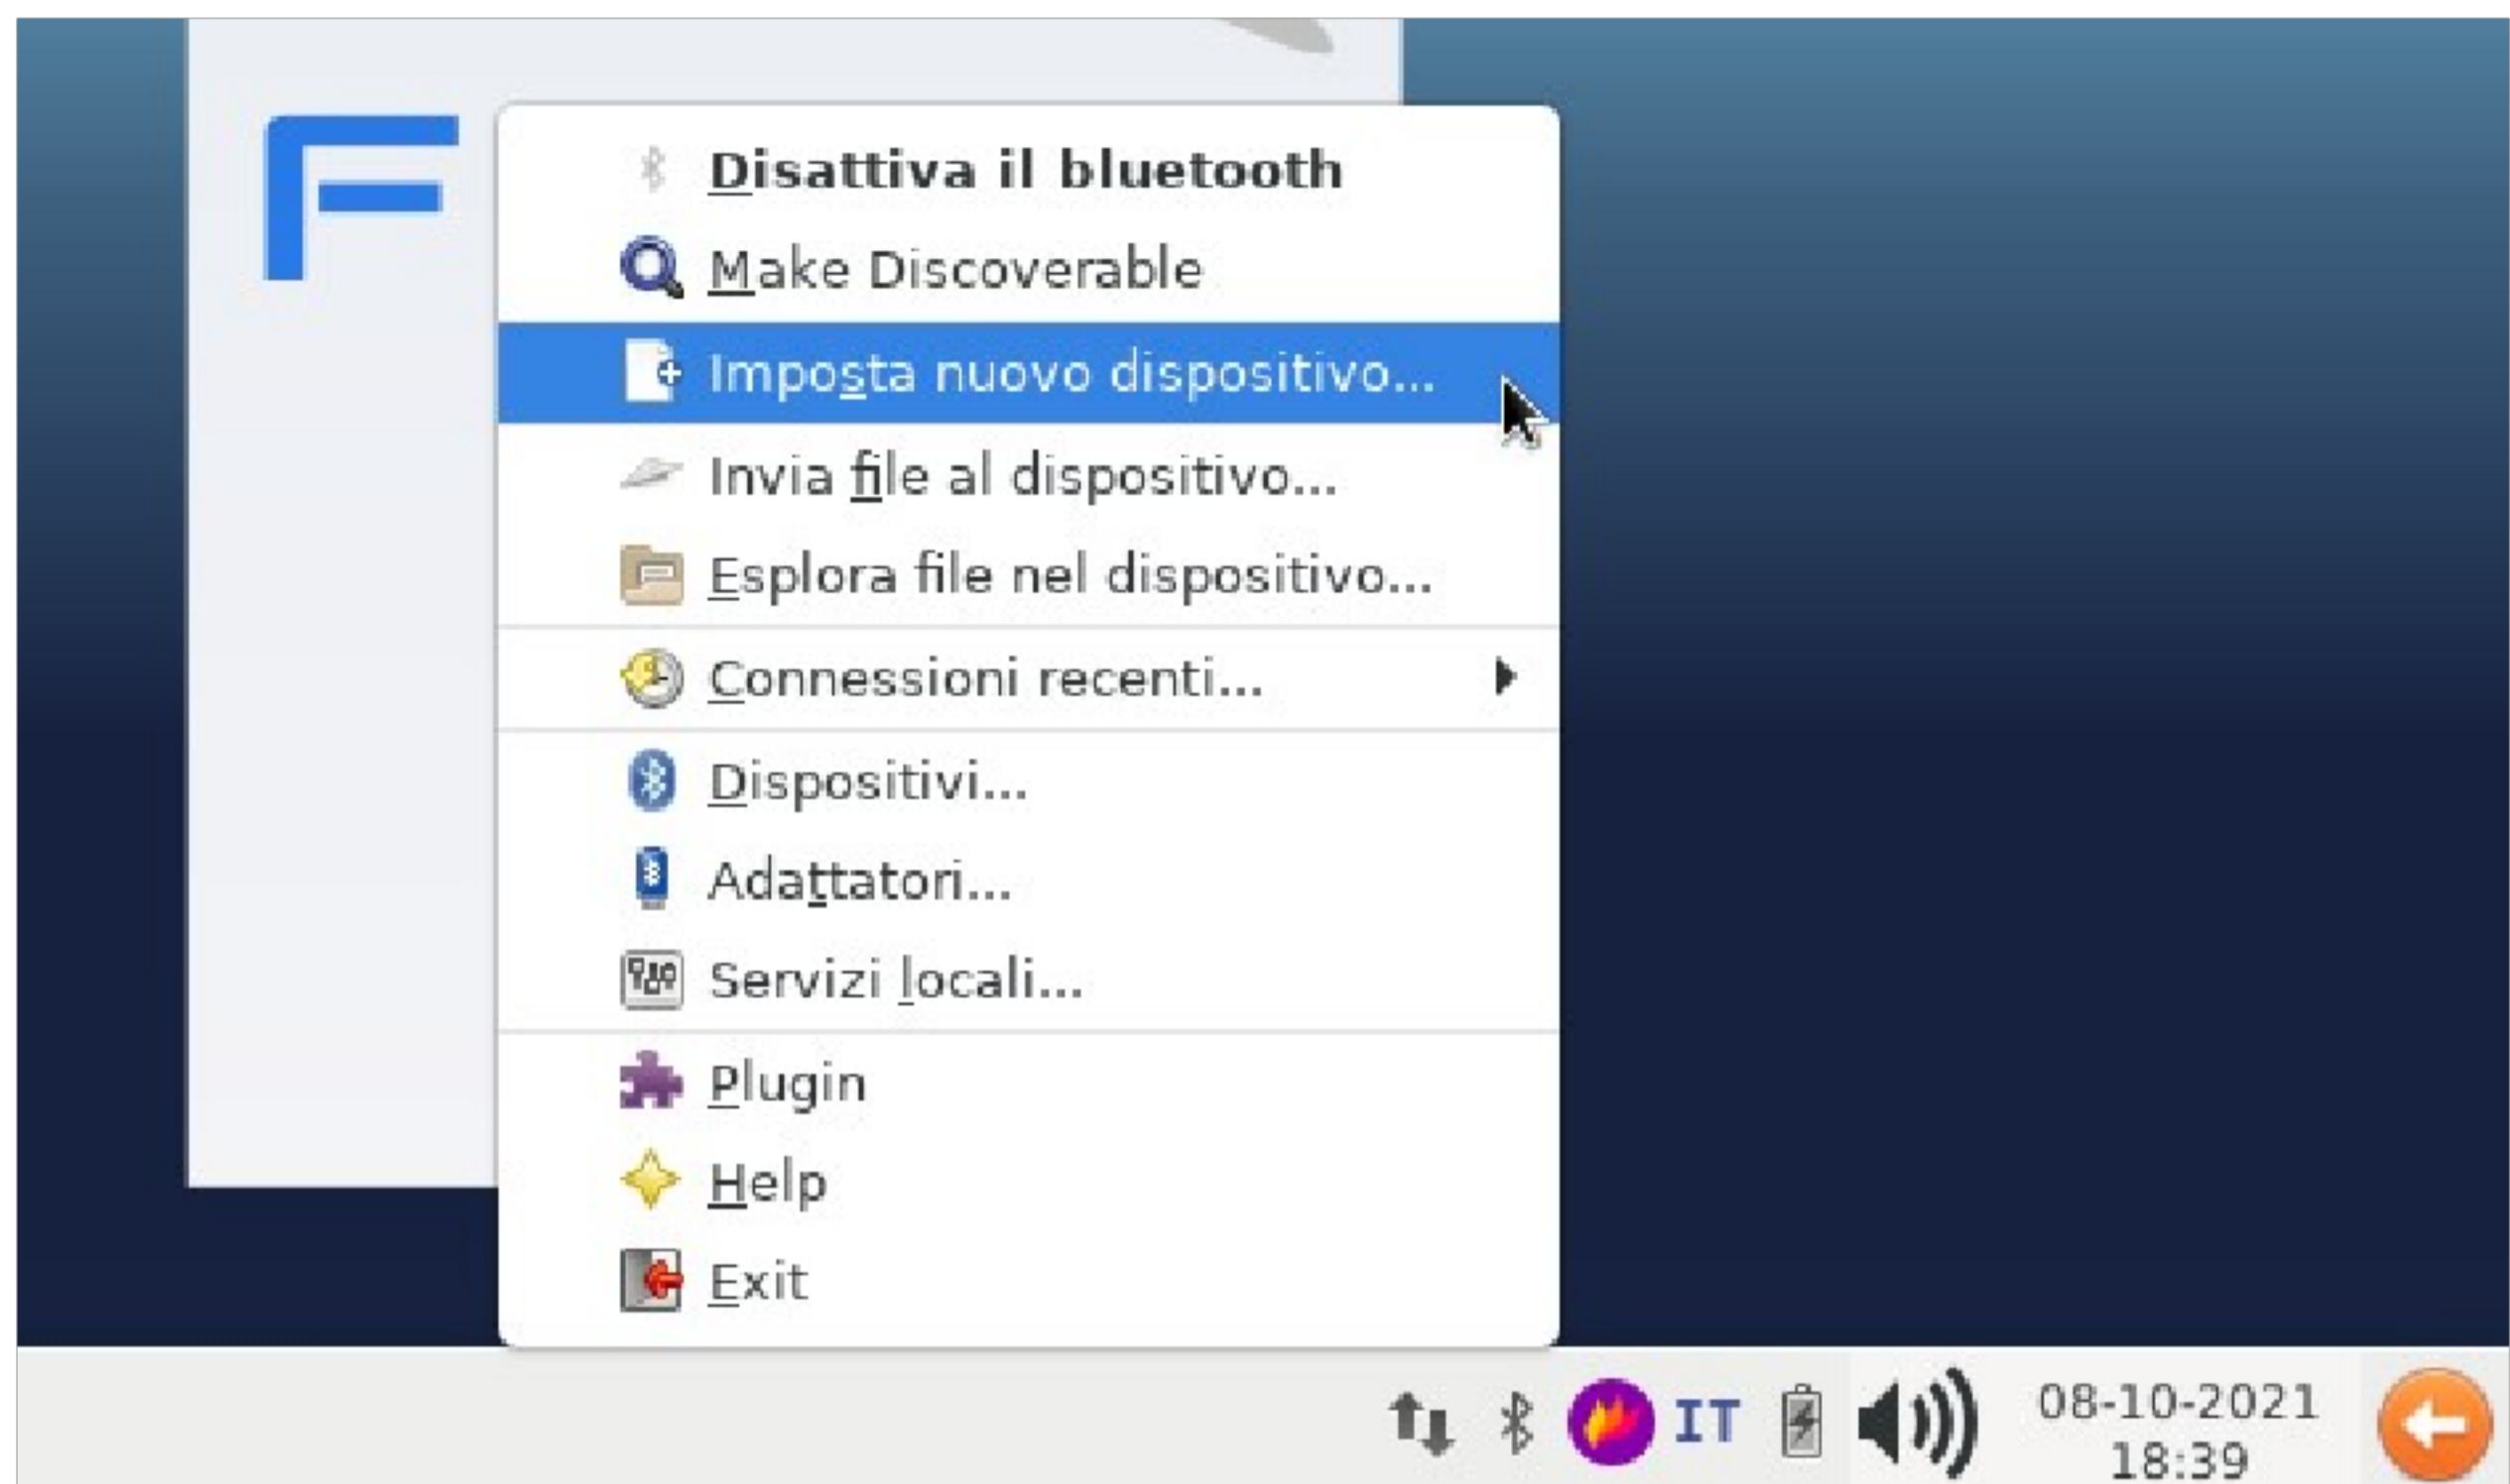 F
Disattiva il bluetooth
Make Discoverable
Imposta nuovo dispositivo...
Invia file al dispositivo...
Esplora file nel dispositivo...
Connessioni recenti...
Dispositivi...
Adattatori...
Servizi locali...
Plugin
Help
Exit
IT
08-10-2021
18:39